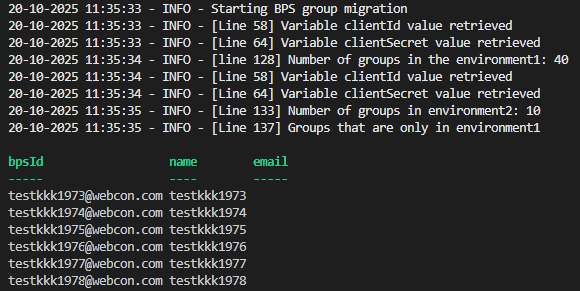 20-10-2025 11:35:33 - INFO - Starting BPS group migration
20-10-2025 11:35:33 - INFO - [Line 58] Variable clientId value retrieved
20-10-2025 11:35:33 - INFO - [Line 64] Variable clientSecret value retrieved
20-10-2025 11:35:34 - INFO - [line 128] Number of groups in the environment1: 40
20-10-2025 11:35:34 - INFO - [Line 58] Variable clientId value retrieved
20-10-2025 11:35:34 - INFO - [Line 64] Variable clientSecret value retrieved
20-10-2025 11:35:35 - INFO - [Line 133] Number of groups in environment2: 10
20-10-2025 11:35:35 - INFO - [Line 137] Groups that are only in environment1
bpsId name email
----- ---- -----
testkkk1973@webcon.com testkkk1973
testkkk1974@webcon.com testkkk1974
testkkk1975@webcon.com testkkk1975
testkkk1976@webcon.com testkkk1976
testkkk1977@webcon.com testkkk1977
testkkk1978@webcon.com testkkk1978